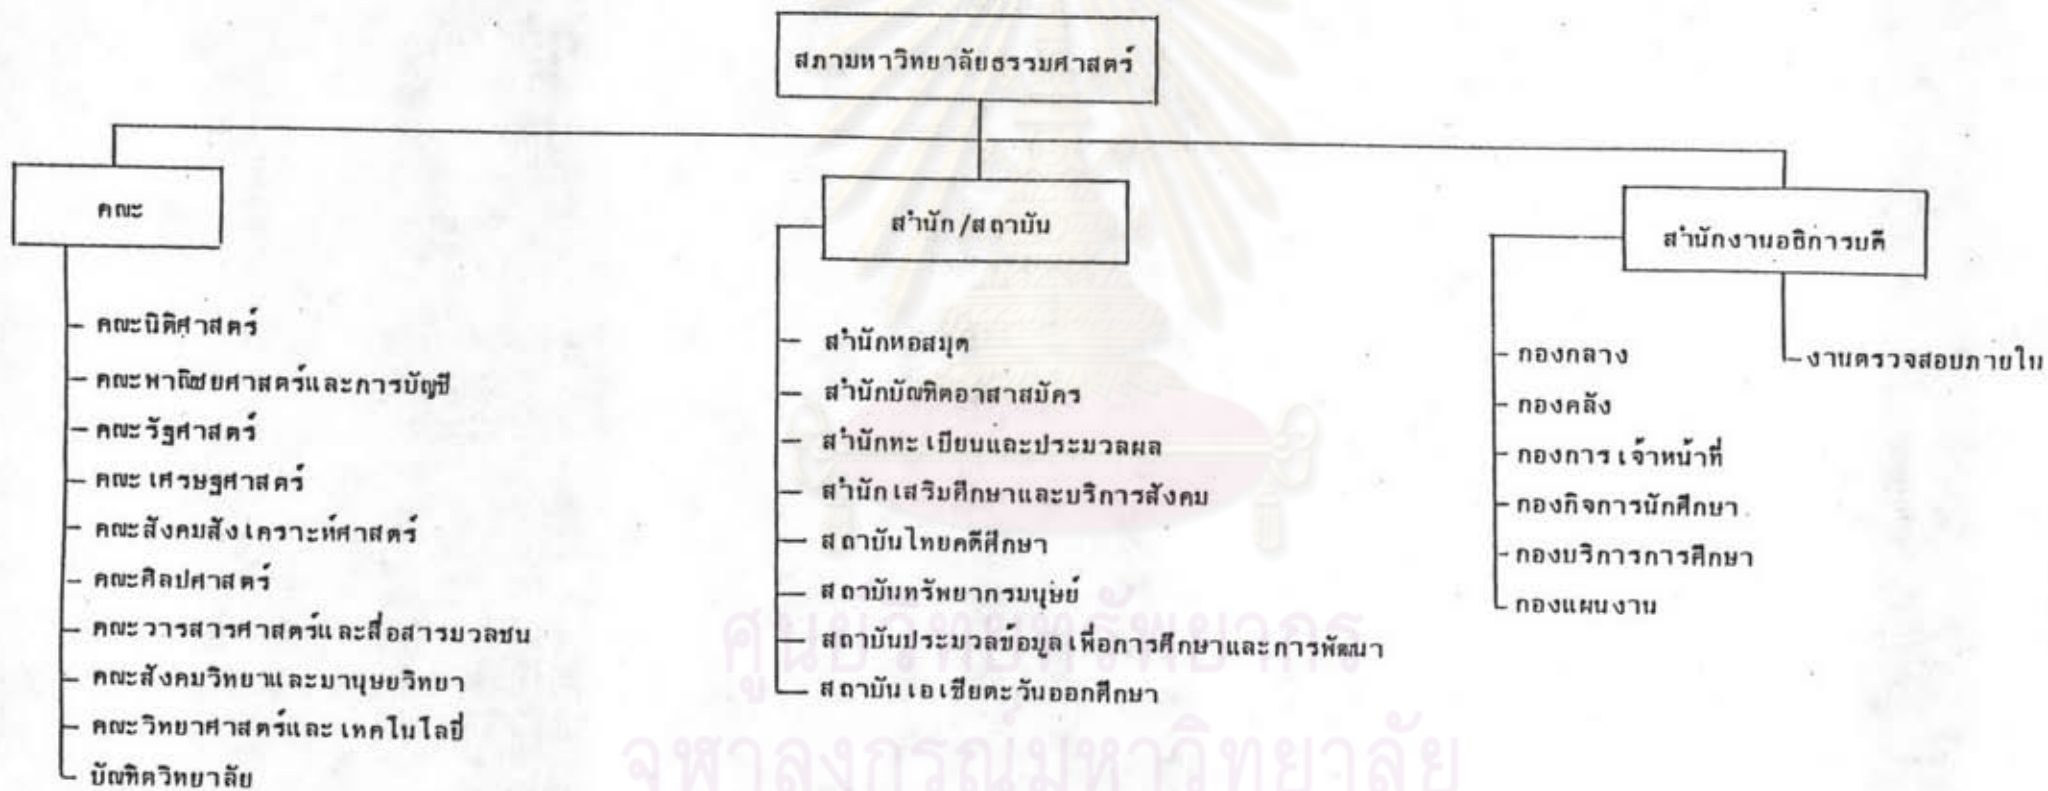 สภามหาวิทยาลัยธรรมศาสตร์
คณะ
คณะนิติศาสตร์
คณะพาณิชยศาสตร์และการบัญชี
คณะรัฐศาสตร์
คณะเศรษฐศาสตร์
คณะสังคมสังเคราะห์ศาสตร์
คณะศิลปศาสตร์
คณะวารสารศาสตร์และสื่อสารมวลชน
คณะสังคมวิทยาและมานุษยวิทยา
คณะวิทยาศาสตร์และเทคโนโลยี่
บัณฑิตวิทยาลัย
สำนัก/สถาบัน
สำนักหอสมุด
สำนักบัณฑิตอาสาสมัคร
สำนักทะเบียนและประมวลผล
สำนักเสริมศึกษาและบริการสังคม
สถาบันไทยคดีศึกษา
สถาบันทรัพยากรมนุษย์
สถาบันประมวลข้อมูลเพื่อการศึกษาและการพัฒนา
สถาบันเอเชียตะวันออกศึกษา
สำนักงานอธิการบดี
กองกลาง
กองคลัง
กองการเจ้าหน้าที่
กองกิจการนักศึกษา
กองบริการการศึกษา
กองแผนงาน
งานตรวจสอบภายใน
ศูนย์วิทยทรัพยากร
จุฬาลงกรณ์มหาวิทยาลัย